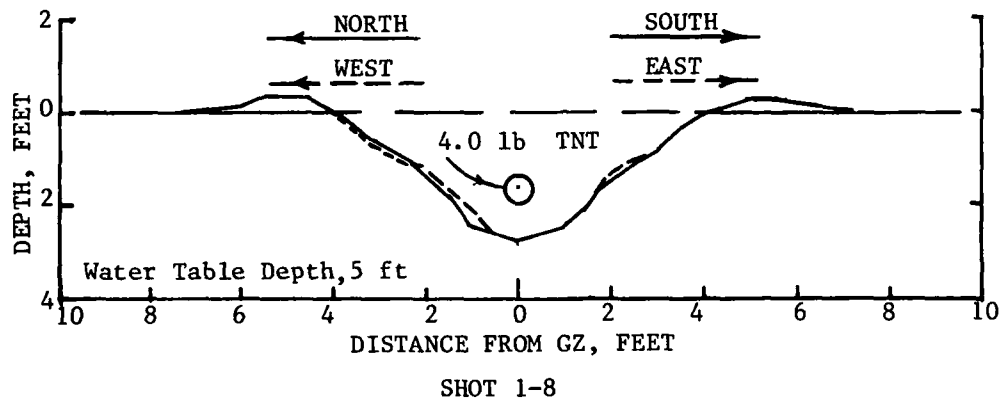 2
NORTH
SOUTH
WEST
EAST
0
4.0 lb TNT
2
Water Table Depth,5 ft
4
DEPTH, FEET
10 8 6 4 2 0 2 4 6 8 10
DISTANCE FROM GZ, FEET
SHOT 1-8